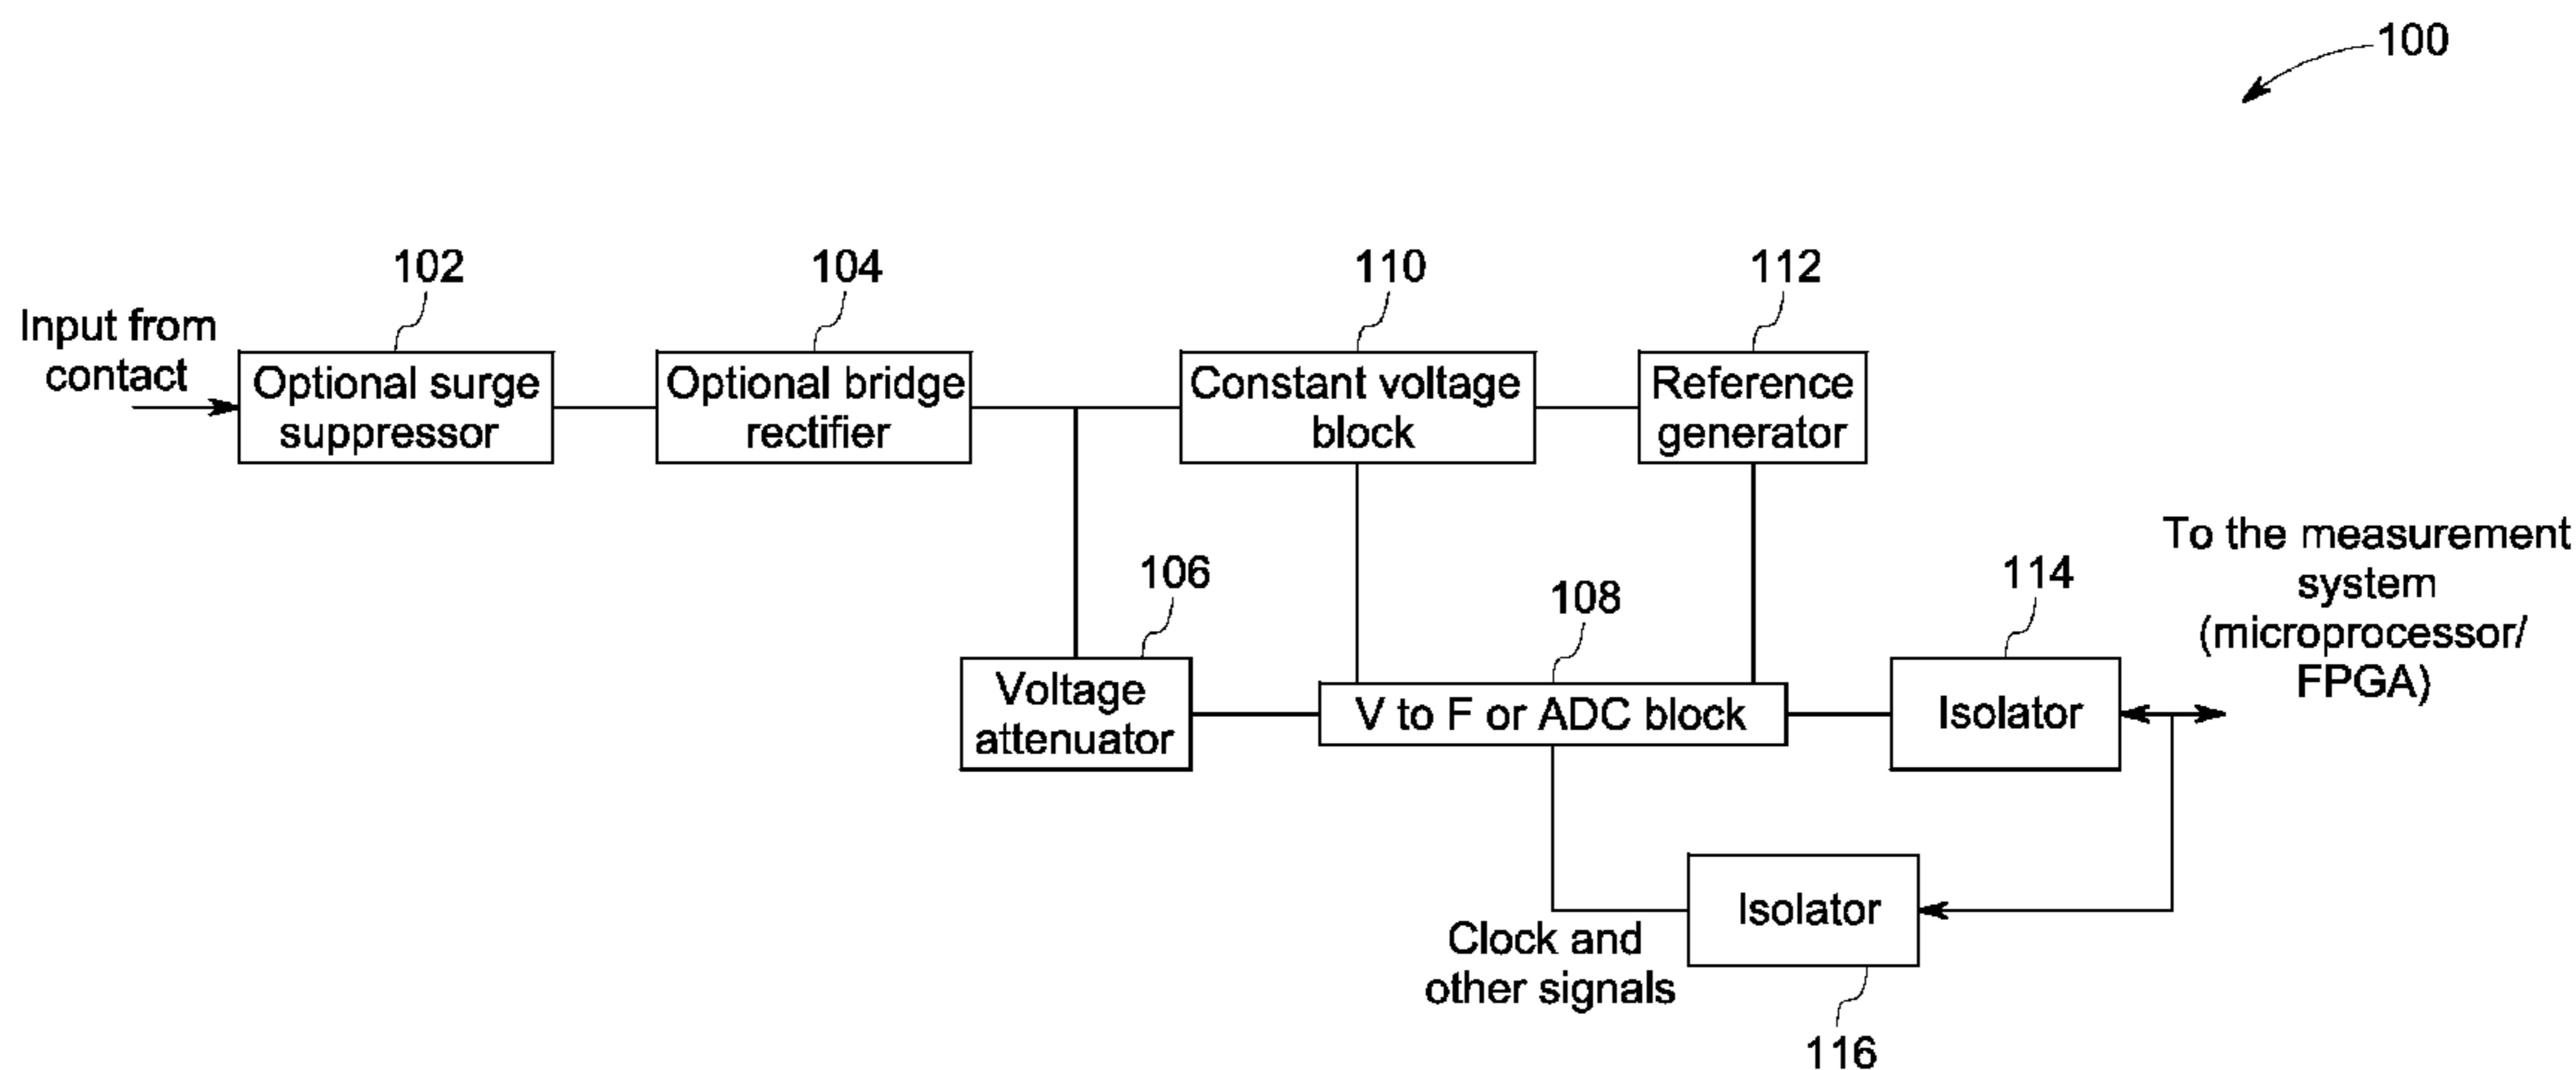 100
102
104
110
112
Input from
contact
Optional surge
suppressor
Optional bridge
rectifier
Constant voltage
block
Reference
generator
106
108
114
To the measurement
system
(microprocessor/
FPGA)
Voltage
attenuator
V to F or ADC block
Isolator
Isolator
Clock and
other signals
116